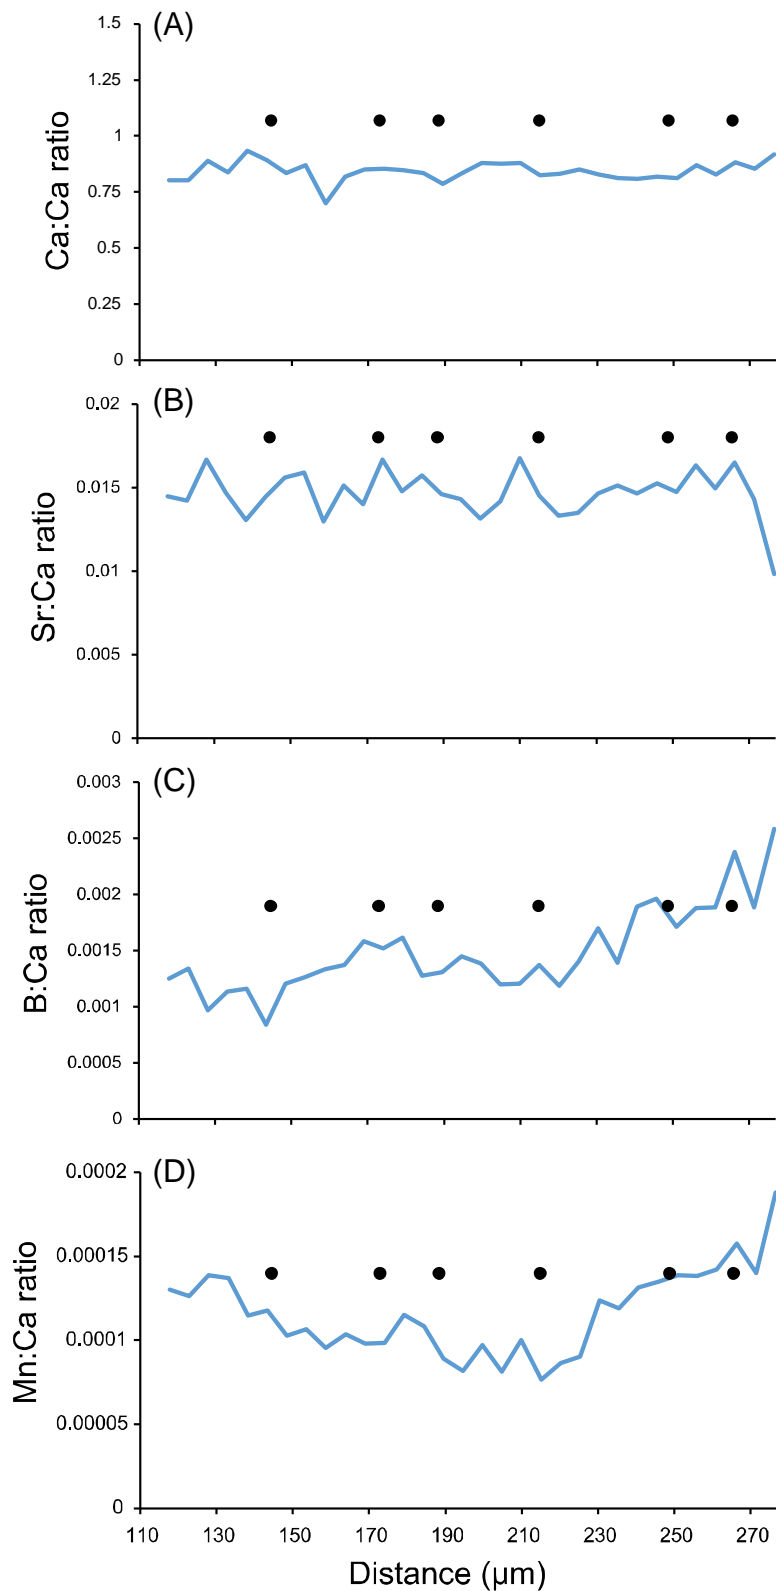 (A)
1.5
1.25
1
0.75
0.5
0.25
0
Ca:Ca ratio
(B)
0.02
0.015
0.01
0.005
0
Sr:Ca ratio
(C)
0.003
0.0025
0.002
0.0015
0.001
0.0005
0
B:Ca ratio
(D)
0.0002
0.00015
0.0001
0.00005
0
Mn:Ca ratio
110 130 150 170 190 210 230 250 270
Distance (μm)